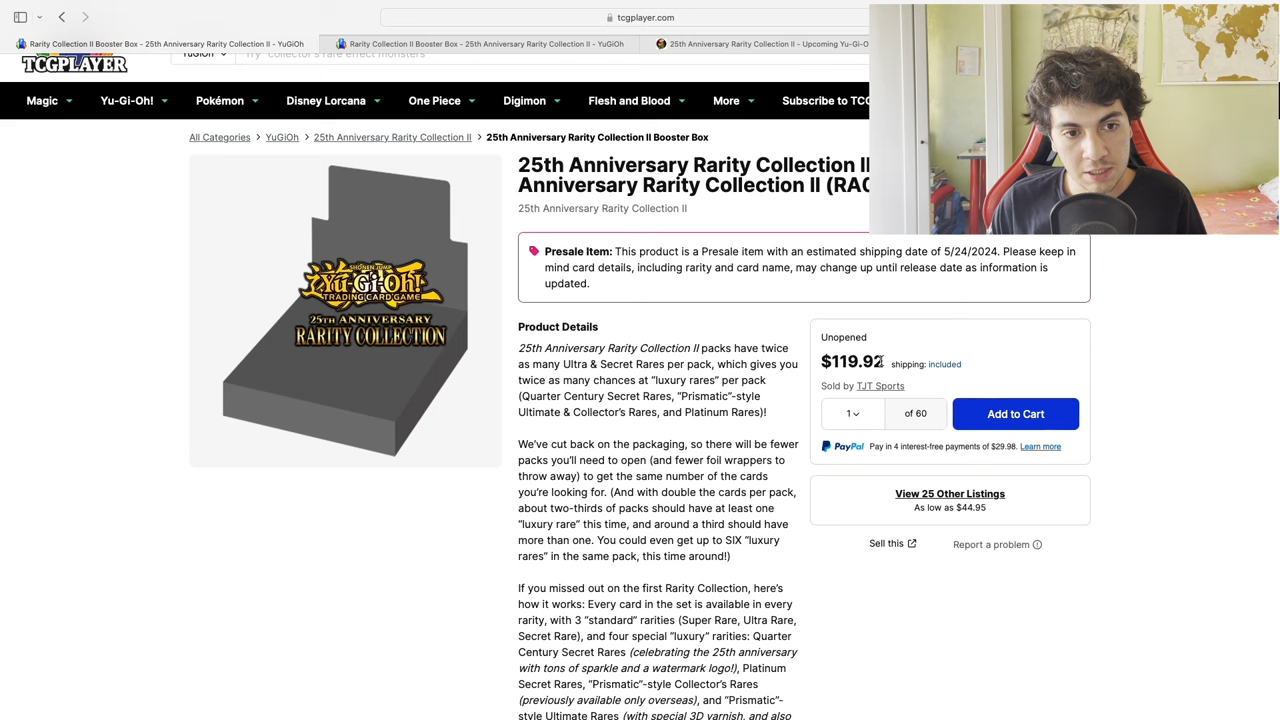 tcgplayer.com
Rarity Collection II Booster Box - 25th Anniversary Rarity Collection II - YuGiOh
Rarity Collection II Booster Box - 25th Anniversary Rarity Collection II - YuGiOh
25th Anniversary Rarity Collection II – Upcoming Yu-Gi-O
TCGPLAYER
YuGiOh
Try "collector's rare effect monsters"
Magic
Yu-Gi-Oh!
Pokémon
Disney Lorcana
One Piece
Digimon
Flesh and Blood
More
Subscribe to TCG
All Categories > YuGiOh > 25th Anniversary Rarity Collection II > 25th Anniversary Rarity Collection II Booster Box
SHONEN JUMP
Yu-Gi-Oh!
TRADING CARD GAME
25TH ANNIVERSARY
RARITY COLLECTION
25th Anniversary Rarity Collection II
Anniversary Rarity Collection II (RA0
25th Anniversary Rarity Collection II
Presale Item: This product is a Presale item with an estimated shipping date of 5/24/2024. Please keep in
mind card details, including rarity and card name, may change up until release date as information is
updated.
Product Details
25th Anniversary Rarity Collection II packs have twice
as many Ultra & Secret Rares per pack, which gives you
twice as many chances at "luxury rares" per pack
(Quarter Century Secret Rares, "Prismatic"-style
Ultimate & Collector's Rares, and Platinum Rares)!
We've cut back on the packaging, so there will be fewer
packs you'll need to open (and fewer foil wrappers to
throw away) to get the same number of the cards
you're looking for. (And with double the cards per pack,
about two-thirds of packs should have at least one
"luxury rare" this time, and around a third should have
more than one. You could even get up to SIX "luxury
rares" in the same pack, this time around!)
If you missed out on the first Rarity Collection, here's
how it works: Every card in the set is available in every
rarity, with 3 "standard" rarities (Super Rare, Ultra Rare,
Secret Rare), and four special "luxury" rarities: Quarter
Century Secret Rares (celebrating the 25th anniversary
with tons of sparkle and a watermark logo!), Platinum
Secret Rares, "Prismatic"-style Collector's Rares
(previously available only overseas), and "Prismatic"-
style Ultimate Rares (with special 3D varnish, and also
Unopened
$119.92 shipping: included
Sold by TJT Sports
1 of 60 Add to Cart
PayPal Pay in 4 interest-free payments of $29.98. Learn more
View 25 Other Listings
As low as $44.95
Sell this
Report a problem